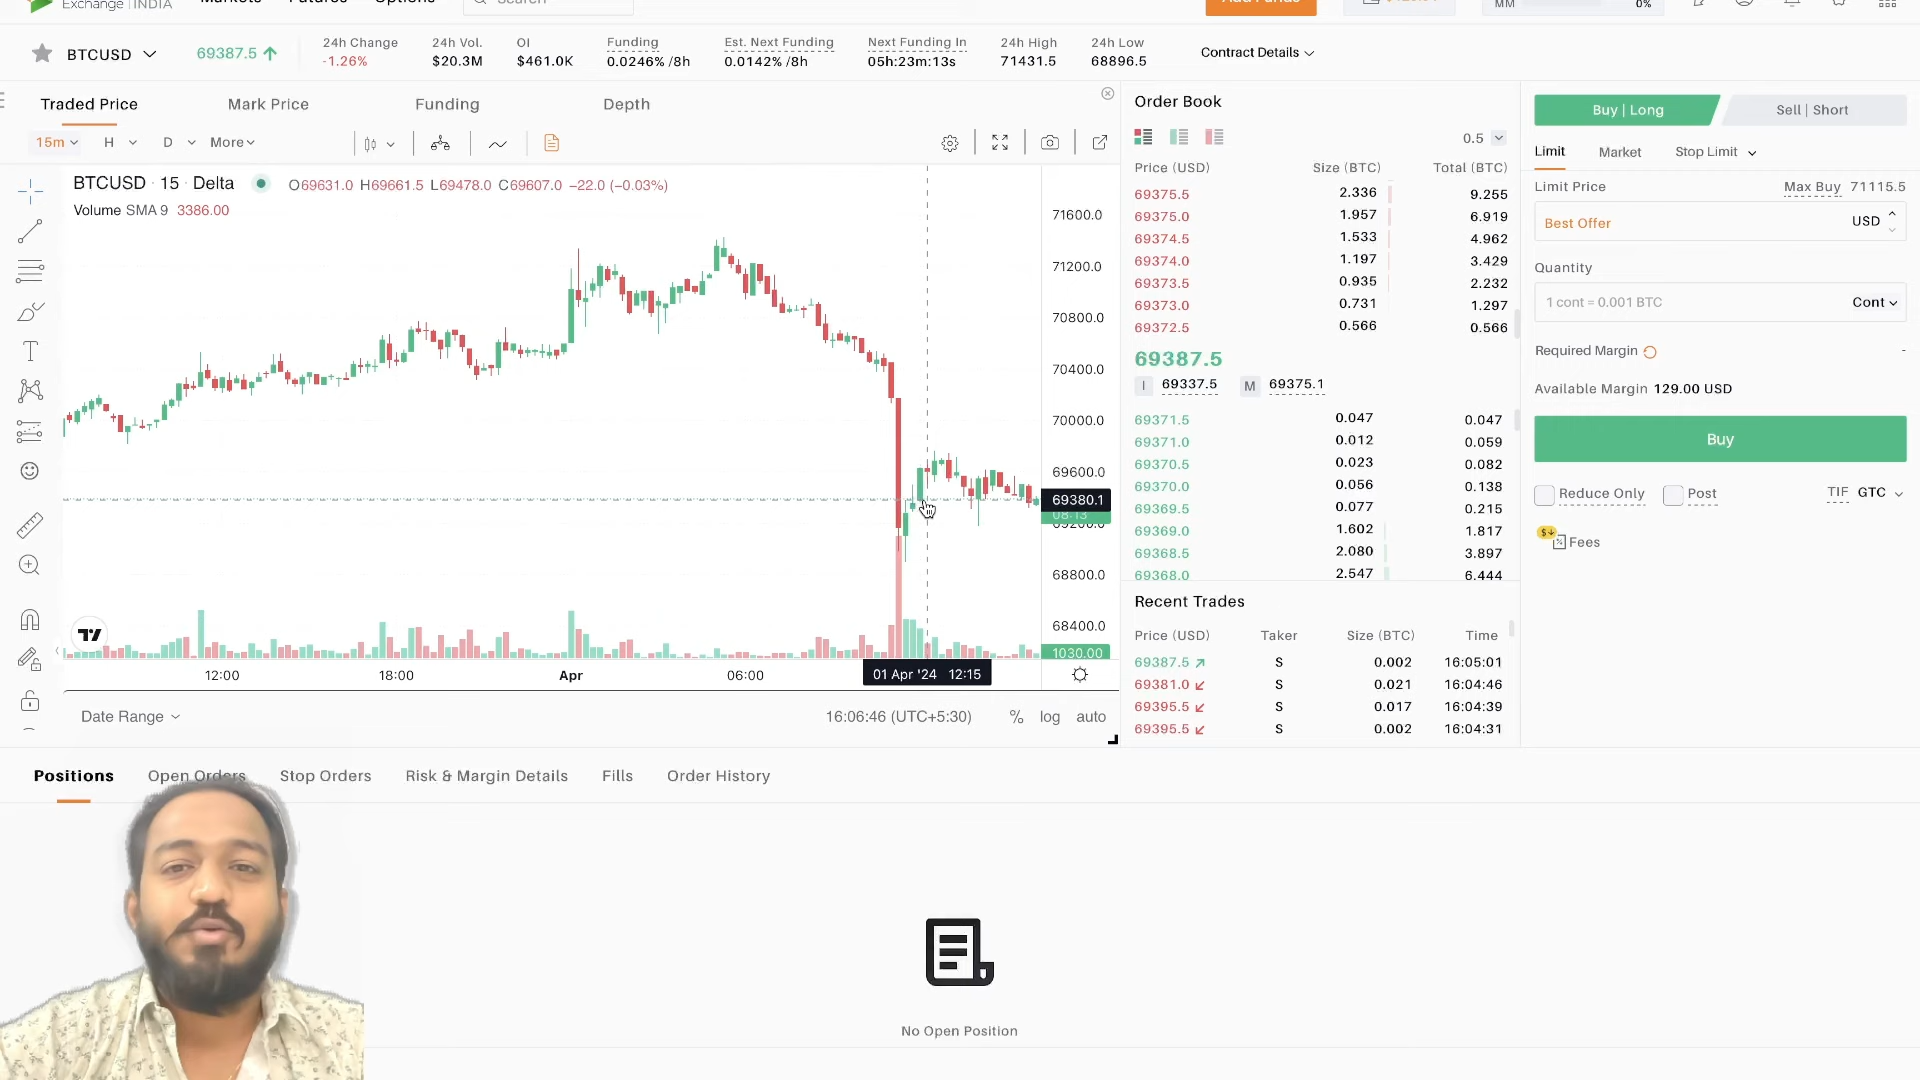 Exchange | INDIA Markets Futures Options Search Add Funds MM 0%
BTCUSD 69387.5
24h Change -1.26%
24h Vol. $20.3M
OI $461.0K
Funding 0.0246% /8h
Est. Next Funding 0.0142% /8h
Next Funding In 05h:23m:13s
24h High 71431.5
24h Low 68896.5
Contract Details
Traded Price Mark Price Funding Depth
15m H D More
BTCUSD · 15 · Delta O69631.0 H69661.5 L69478.0 C69607.0 −22.0 (−0.03%)
Volume SMA 9 3386.00
71600.0
71200.0
70800.0
70400.0
70000.0
69600.0
69380.1
08:13
69200.0
68800.0
68400.0
1030.00
12:00 18:00 Apr 06:00 01 Apr '24 12:15
Date Range 16:06:46 (UTC+5:30) % log auto
Order Book
0.5
Price (USD) Size (BTC) Total (BTC)
69375.5 2.336 9.255
69375.0 1.957 6.919
69374.5 1.533 4.962
69374.0 1.197 3.429
69373.5 0.935 2.232
69373.0 0.731 1.297
69372.5 0.566 0.566
69387.5
I 69337.5 M 69375.1
69371.5 0.047 0.047
69371.0 0.012 0.059
69370.5 0.023 0.082
69370.0 0.056 0.138
69369.5 0.077 0.215
69369.0 1.602 1.817
69368.5 2.080 3.897
69368.0 2.547 6.444
Recent Trades
Price (USD) Taker Size (BTC) Time
69387.5 S 0.002 16:05:01
69381.0 S 0.021 16:04:46
69395.5 S 0.017 16:04:39
69395.5 S 0.002 16:04:31
Buy | Long Sell | Short
Limit Market Stop Limit
Limit Price Max Buy 71115.5
Best Offer USD
Quantity
1 cont = 0.001 BTC Cont
Required Margin -
Available Margin 129.00 USD
Buy
Reduce Only Post TIF GTC
Fees
Positions Open Orders Stop Orders Risk & Margin Details Fills Order History
No Open Position